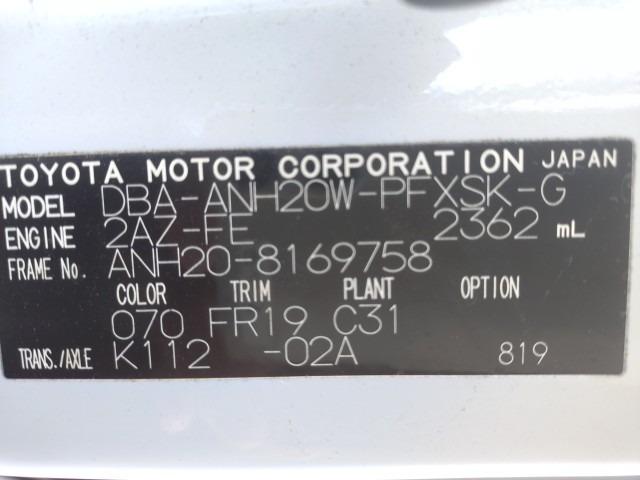 TOYOTA MOTOR CORPORATION JAPAN
MODEL DBA-ANH20W-PFXSK-G
ENGINE 2AZ-FE 2362 mL
FRAME No. ANH20-8169758
COLOR TRIM PLANT OPTION
070 FR19 C31
TRANS./AXLE K112 -02A 819